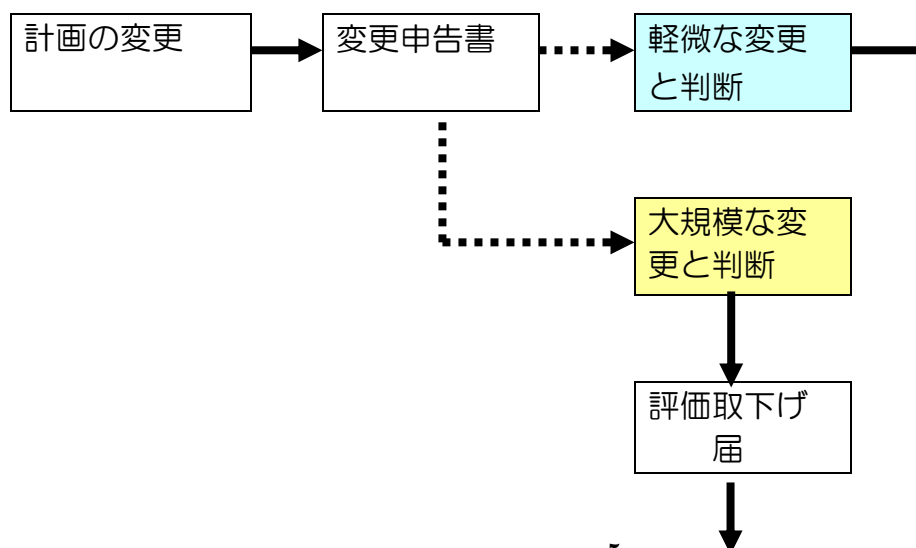 計画の変更
変更申告書
軽微な変更
と判断
大規模な変
更と判断
評価取下げ
届